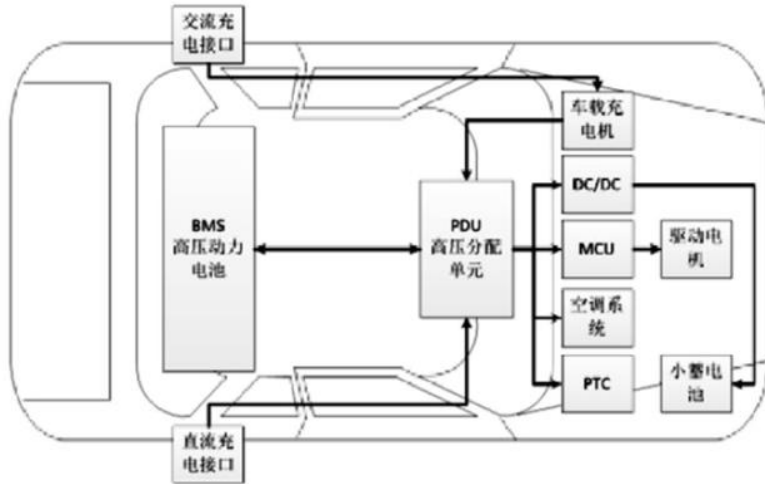 交流充
电接口
车载充
电机
BMS
高压动力
电池
PDU
高压分配
单元
DC/DC
MCU
驱动电
机
空调系
统
PTC
小蓄电
池
直流充
电接口